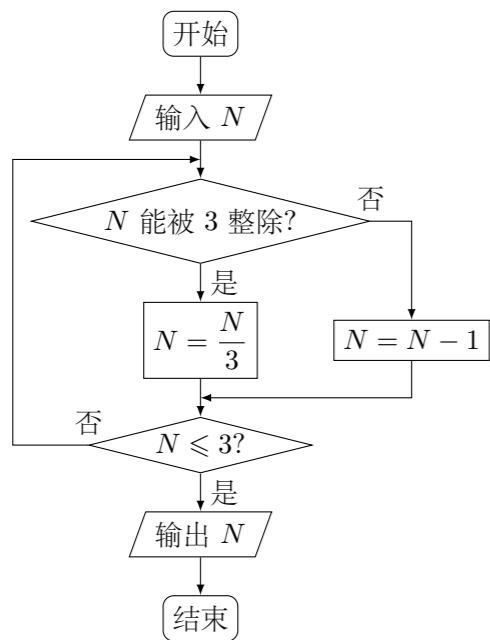 开始
输入 N
N 能被 3 整除?
否
是
N = N/3
N = N − 1
否
N ⩽ 3?
是
输出 N
结束